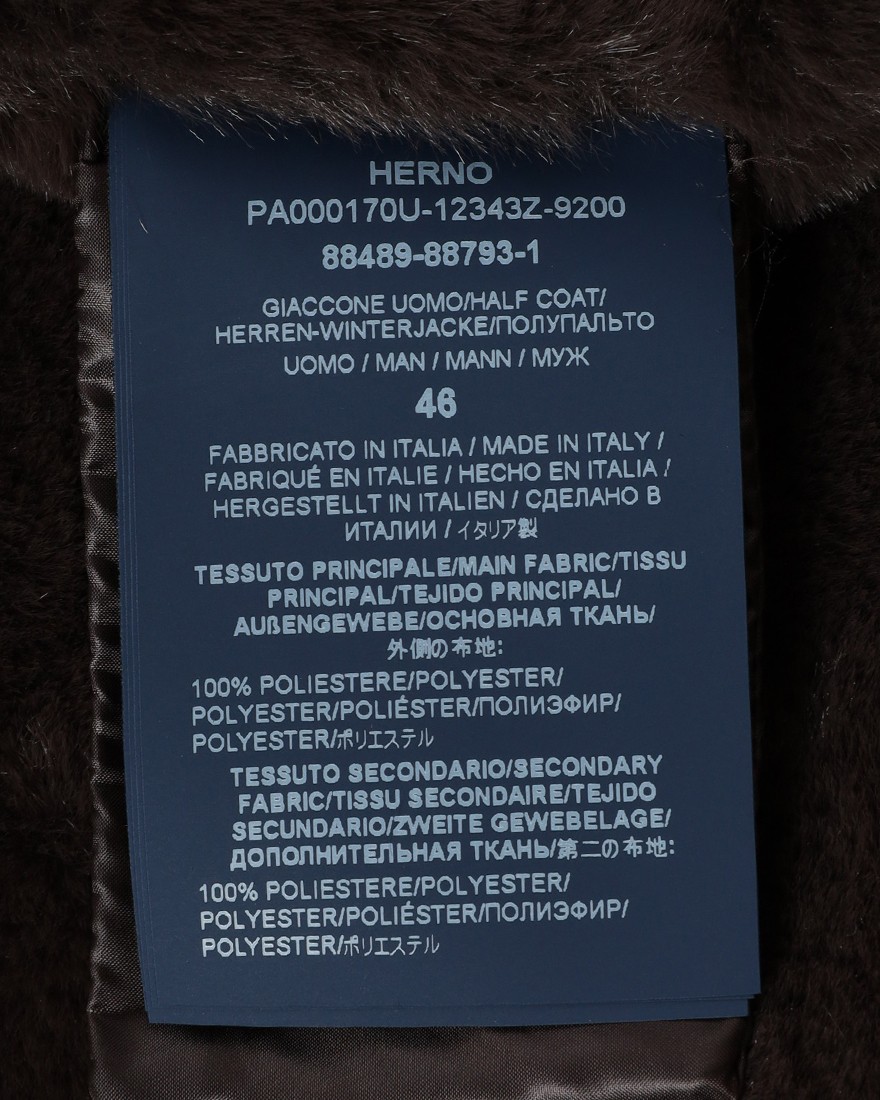 HERNO
PA000170U-12343Z-9200
88489-88793-1
GIACCONE UOMO/HALF COAT/
HERREN-WINTERJACKE/ПОЛУПАЛЬТО
UOMO / MAN / MANN / МУЖ
46
FABBRICATO IN ITALIA / MADE IN ITALY /
FABRIQUÉ EN ITALIE / HECHO EN ITALIA /
HERGESTELLT IN ITALIEN / СДЕЛАНО В
ИТАЛИИ / イタリア製
TESSUTO PRINCIPALE/MAIN FABRIC/TISSU
PRINCIPAL/TEJIDO PRINCIPAL/
AUßENGEWEBE/ОСНОВНАЯ ТКАНЬ/
外側の布地:
100% POLIESTERE/POLYESTER/
POLYESTER/POLIÉSTER/ПОЛИЭФИР/
POLYESTER/ポリエステル
TESSUTO SECONDARIO/SECONDARY
FABRIC/TISSU SECONDAIRE/TEJIDO
SECUNDARIO/ZWEITE GEWEBELAGE/
ДОПОЛНИТЕЛЬНАЯ ТКАНЬ/第二の布地:
100% POLIESTERE/POLYESTER/
POLYESTER/POLIÉSTER/ПОЛИЭФИР/
POLYESTER/ポリエステル